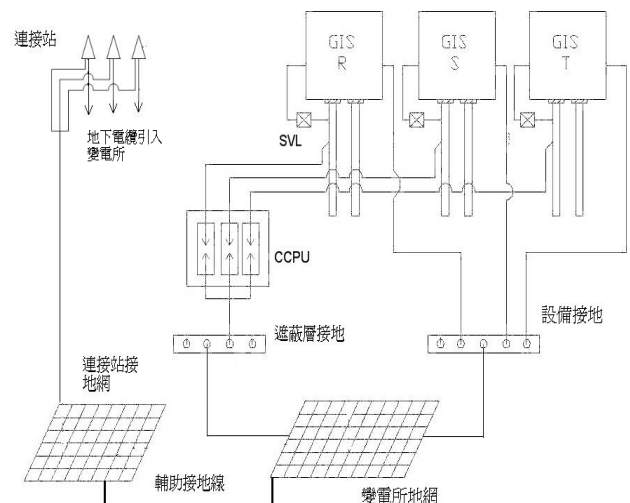 連接站
地下電纜引入
變電所
GIS
R
GIS
S
GIS
T
SVL
CCPU
遮蔽層接地
設備接地
連接站接
地網
輔助接地線
變電所地網